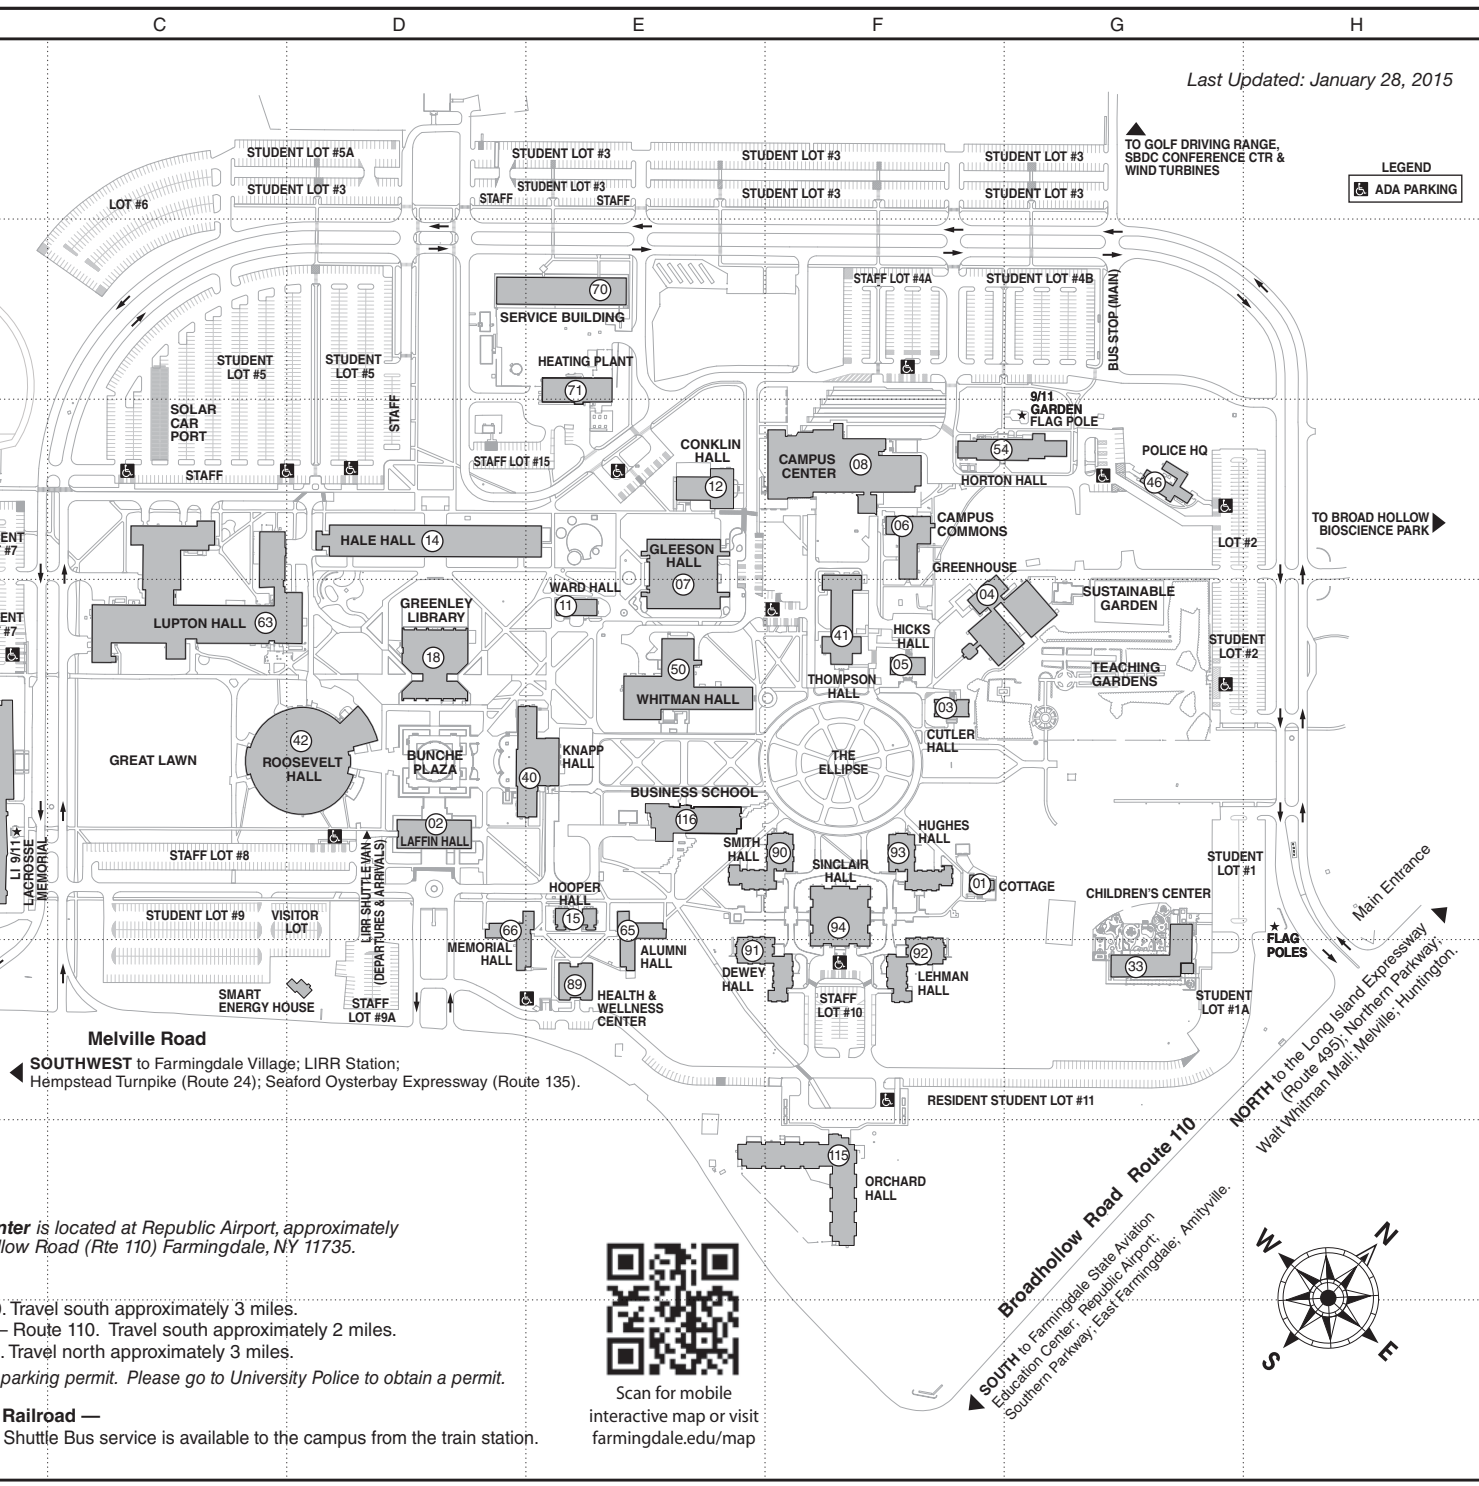 C D E F G H
Last Updated: January 28, 2015
TO GOLF DRIVING RANGE,
SBDC CONFERENCE CTR &
WIND TURBINES
LEGEND
ADA PARKING
STUDENT LOT #5A
STUDENT LOT #3
STUDENT LOT #3
STUDENT LOT #3
STUDENT LOT #3
STUDENT LOT #3
STAFF
STUDENT LOT #3
STAFF
STUDENT LOT #3
STUDENT LOT #3
LOT #6
70
SERVICE BUILDING
STAFF LOT #4A
STUDENT LOT #4B
BUS STOP (MAIN)
HEATING PLANT
71
STUDENT
LOT #5
STUDENT
LOT #5
SOLAR
CAR
PORT
STAFF
STAFF
STAFF LOT #15
9/11
GARDEN
FLAG POLE
CONKLIN
HALL
12
CAMPUS
CENTER
08
54
HORTON HALL
POLICE HQ
46
TO BROAD HOLLOW
BIOSCIENCE PARK
LOT #2
06
CAMPUS
COMMONS
ENT
#7
HALE HALL 14
GLEESON
HALL
07
GREENHOUSE
04
WARD HALL
11
SUSTAINABLE
GARDEN
ENT
#7
LUPTON HALL 63
GREENLEY
LIBRARY
18
41
THOMPSON
HALL
HICKS
HALL
05
STUDENT
LOT #2
50
WHITMAN HALL
TEACHING
GARDENS
03
CUTLER
HALL
GREAT LAWN
42
ROOSEVELT
HALL
BUNCHE
PLAZA
KNAPP
HALL
40
THE
ELLIPSE
BUSINESS SCHOOL
116
02
LAFFIN HALL
SMITH
HALL
90
HUGHES
HALL
93
SINCLAIR
HALL
94
STUDENT
LOT #1
LI 9/11
LACROSSE
MEMORIAL
STAFF LOT #8
LIRR SHUTTLE VAN
(DEPARTURES & ARRIVALS)
01 COTTAGE
CHILDREN'S CENTER
33
Main Entrance
STUDENT LOT #9
VISITOR
LOT
HOOPER
HALL
15
66
MEMORIAL
HALL
65
ALUMNI
HALL
91
DEWEY
HALL
92
LEHMAN
HALL
FLAG
POLES
SMART
ENERGY HOUSE
STAFF
LOT #9A
89
HEALTH &
WELLNESS
CENTER
STAFF
LOT #10
STUDENT
LOT #1A
Melville Road
SOUTHWEST to Farmingdale Village; LIRR Station;
Hempstead Turnpike (Route 24); Seaford Oysterbay Expressway (Route 135).
RESIDENT STUDENT LOT #11
NORTH to the Long Island Expressway
(Route 495); Northern Parkway;
Walt Whitman Mall; Melville; Huntington.
115
ORCHARD
HALL
Broadhollow Road Route 110
SOUTH to Farmingdale State Aviation
Education Center; Republic Airport;
Southern Parkway; East Farmingdale; Amityville.
nter is located at Republic Airport, approximately
llow Road (Rte 110) Farmingdale, NY 11735.
). Travel south approximately 3 miles.
– Route 110. Travel south approximately 2 miles.
. Travel north approximately 3 miles.
parking permit. Please go to University Police to obtain a permit.
Railroad —
Shuttle Bus service is available to the campus from the train station.
Scan for mobile
interactive map or visit
farmingdale.edu/map
W N
S E